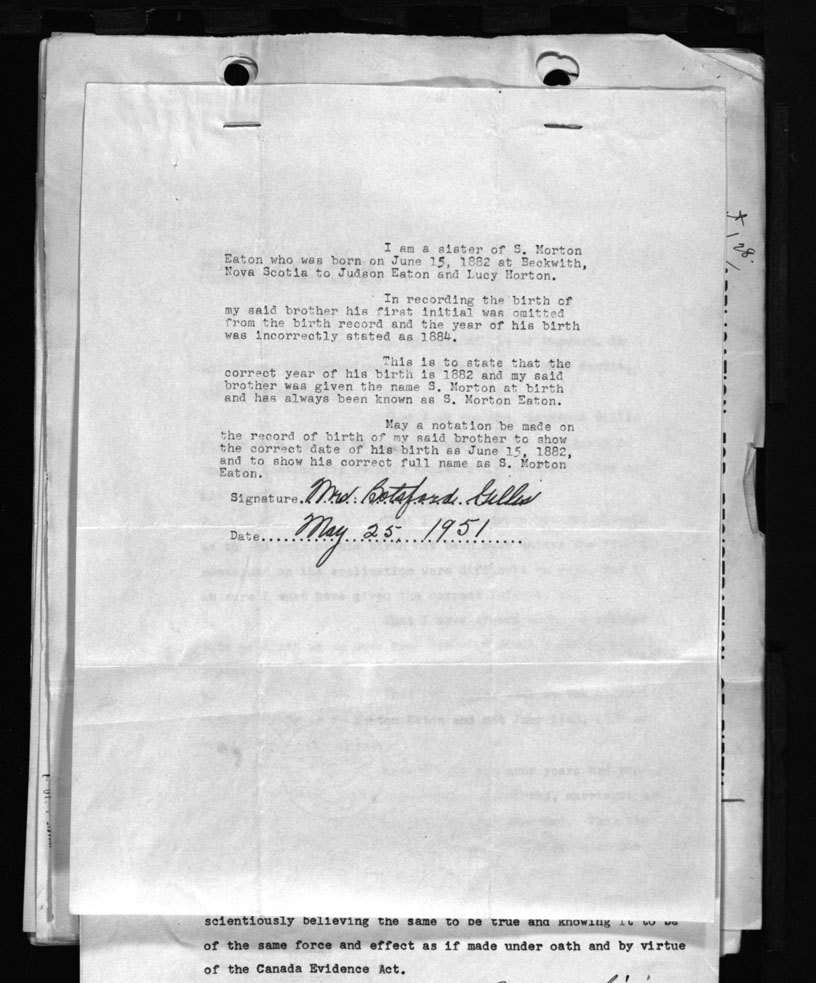 I am a sister of S. Morton
Eaton who was born on June 15, 1882 at Beckwith,
Nova Scotia to Judson Eaton and Lucy Horton.
In recording the birth of
my said brother his first initial was omitted
from the birth record and the year of his birth
was incorrectly stated as 1884.
This is to state that the
correct year of his birth is 1882 and my said
brother was given the name S. Morton at birth
and has always been known as S. Morton Eaton.
May a notation be made on
the record of birth of my said brother to show
the correct date of his birth as June 15, 1882,
and to show his correct full name as S. Morton
Eaton.
Signature. Mrs. Botsford. Gillis
Date..... May 25, 1951
scientiously believing the same to be true and knowing it to be
of the same force and effect as if made under oath and by virtue
of the Canada Evidence Act.